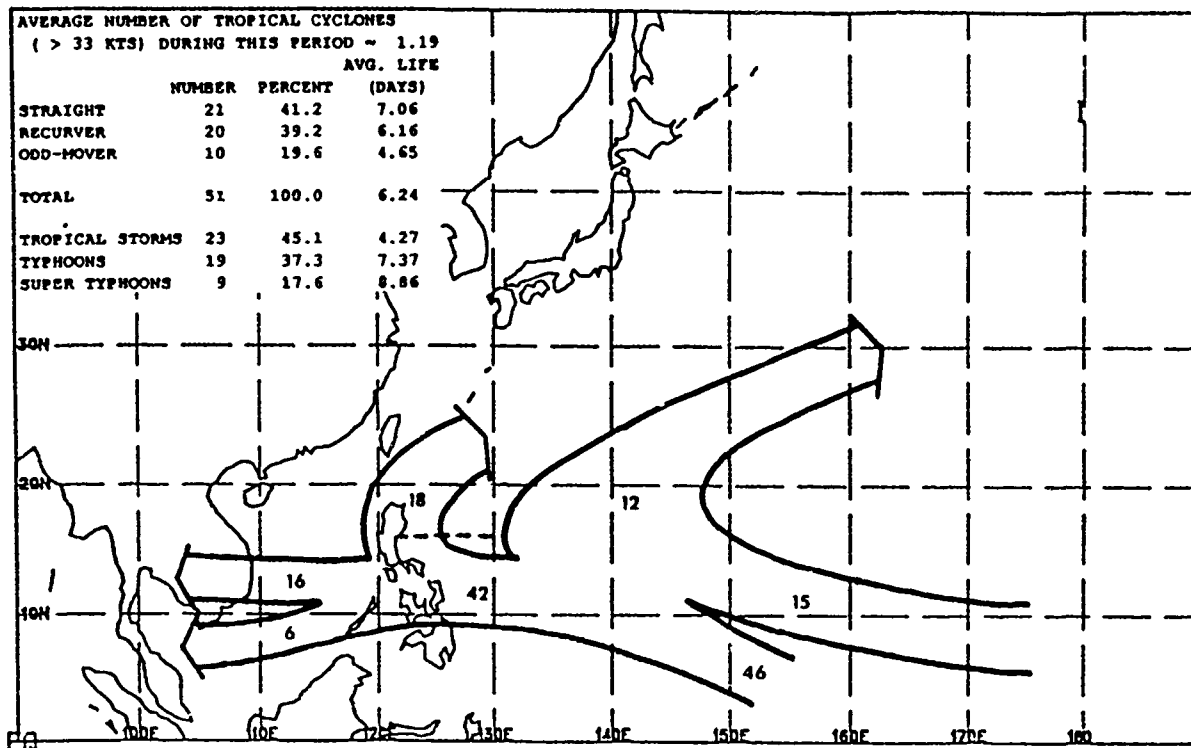 AVERAGE NUMBER OF TROPICAL CYCLONES
( > 33 KTS) DURING THIS PERIOD ~ 1.19
AVG. LIFE
NUMBER PERCENT (DAYS)
STRAIGHT 21 41.2 7.06
RECURVER 20 39.2 6.16
ODD-MOVER 10 19.6 4.65
TOTAL 51 100.0 6.24
TROPICAL STORMS 23 45.1 4.27
TYPHOONS 19 37.3 7.37
SUPER TYPHOONS 9 17.6 8.86
30N
20N
18
12
16
42
15
10N
6
46
100E 110E 120E 130E 140E 150E 160E 170E 180